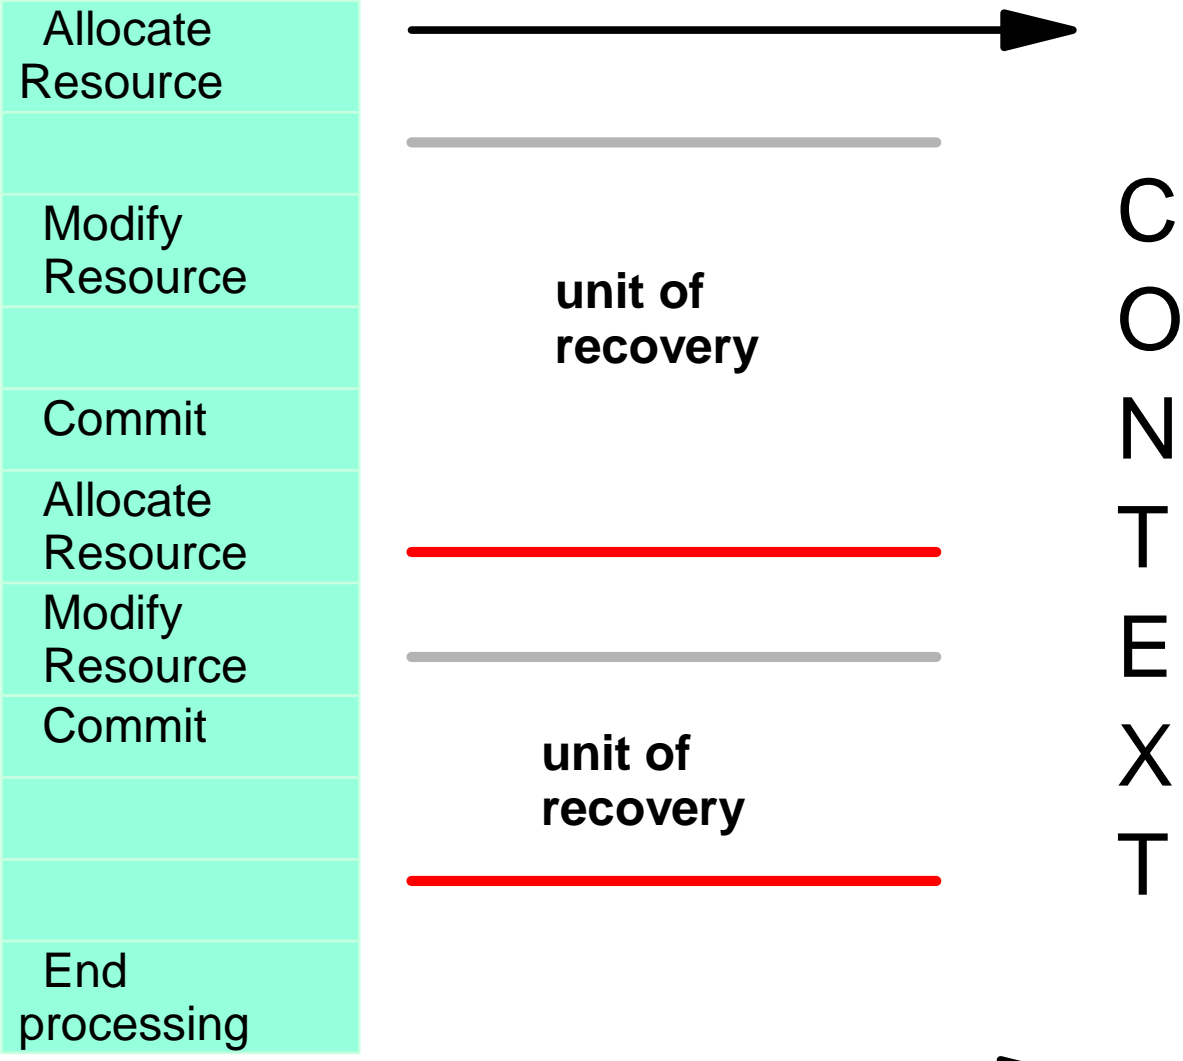 Allocate
Resource
Modify
Resource
unit of
recovery
Commit
Allocate
Resource
Modify
Resource
Commit
unit of
recovery
End
processing
C
O
N
T
E
X
T